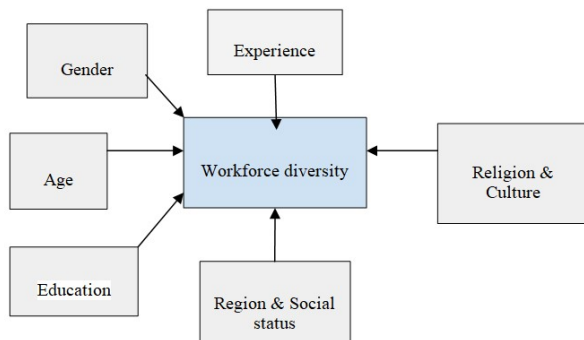 Gender
Experience
Age
Workforce diversity
Religion &
Culture
Education
Region & Social
status